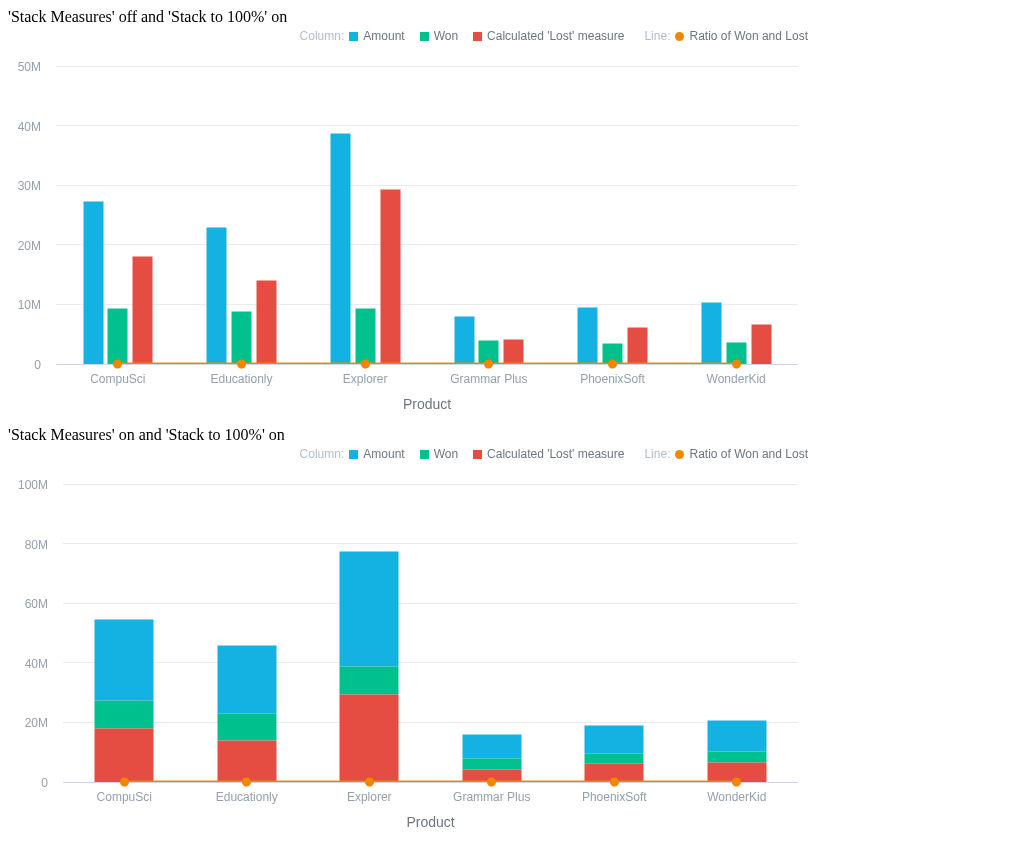 'Stack Measures' off and 'Stack to 100%' on
Column: Amount Won Calculated 'Lost' measure Line: Ratio of Won and Lost
50M
40M
30M
20M
10M
0
CompuSci Educationly Explorer Grammar Plus PhoenixSoft WonderKid
Product
'Stack Measures' on and 'Stack to 100%' on
Column: Amount Won Calculated 'Lost' measure Line: Ratio of Won and Lost
100M
80M
60M
40M
20M
0
CompuSci Educationly Explorer Grammar Plus PhoenixSoft WonderKid
Product